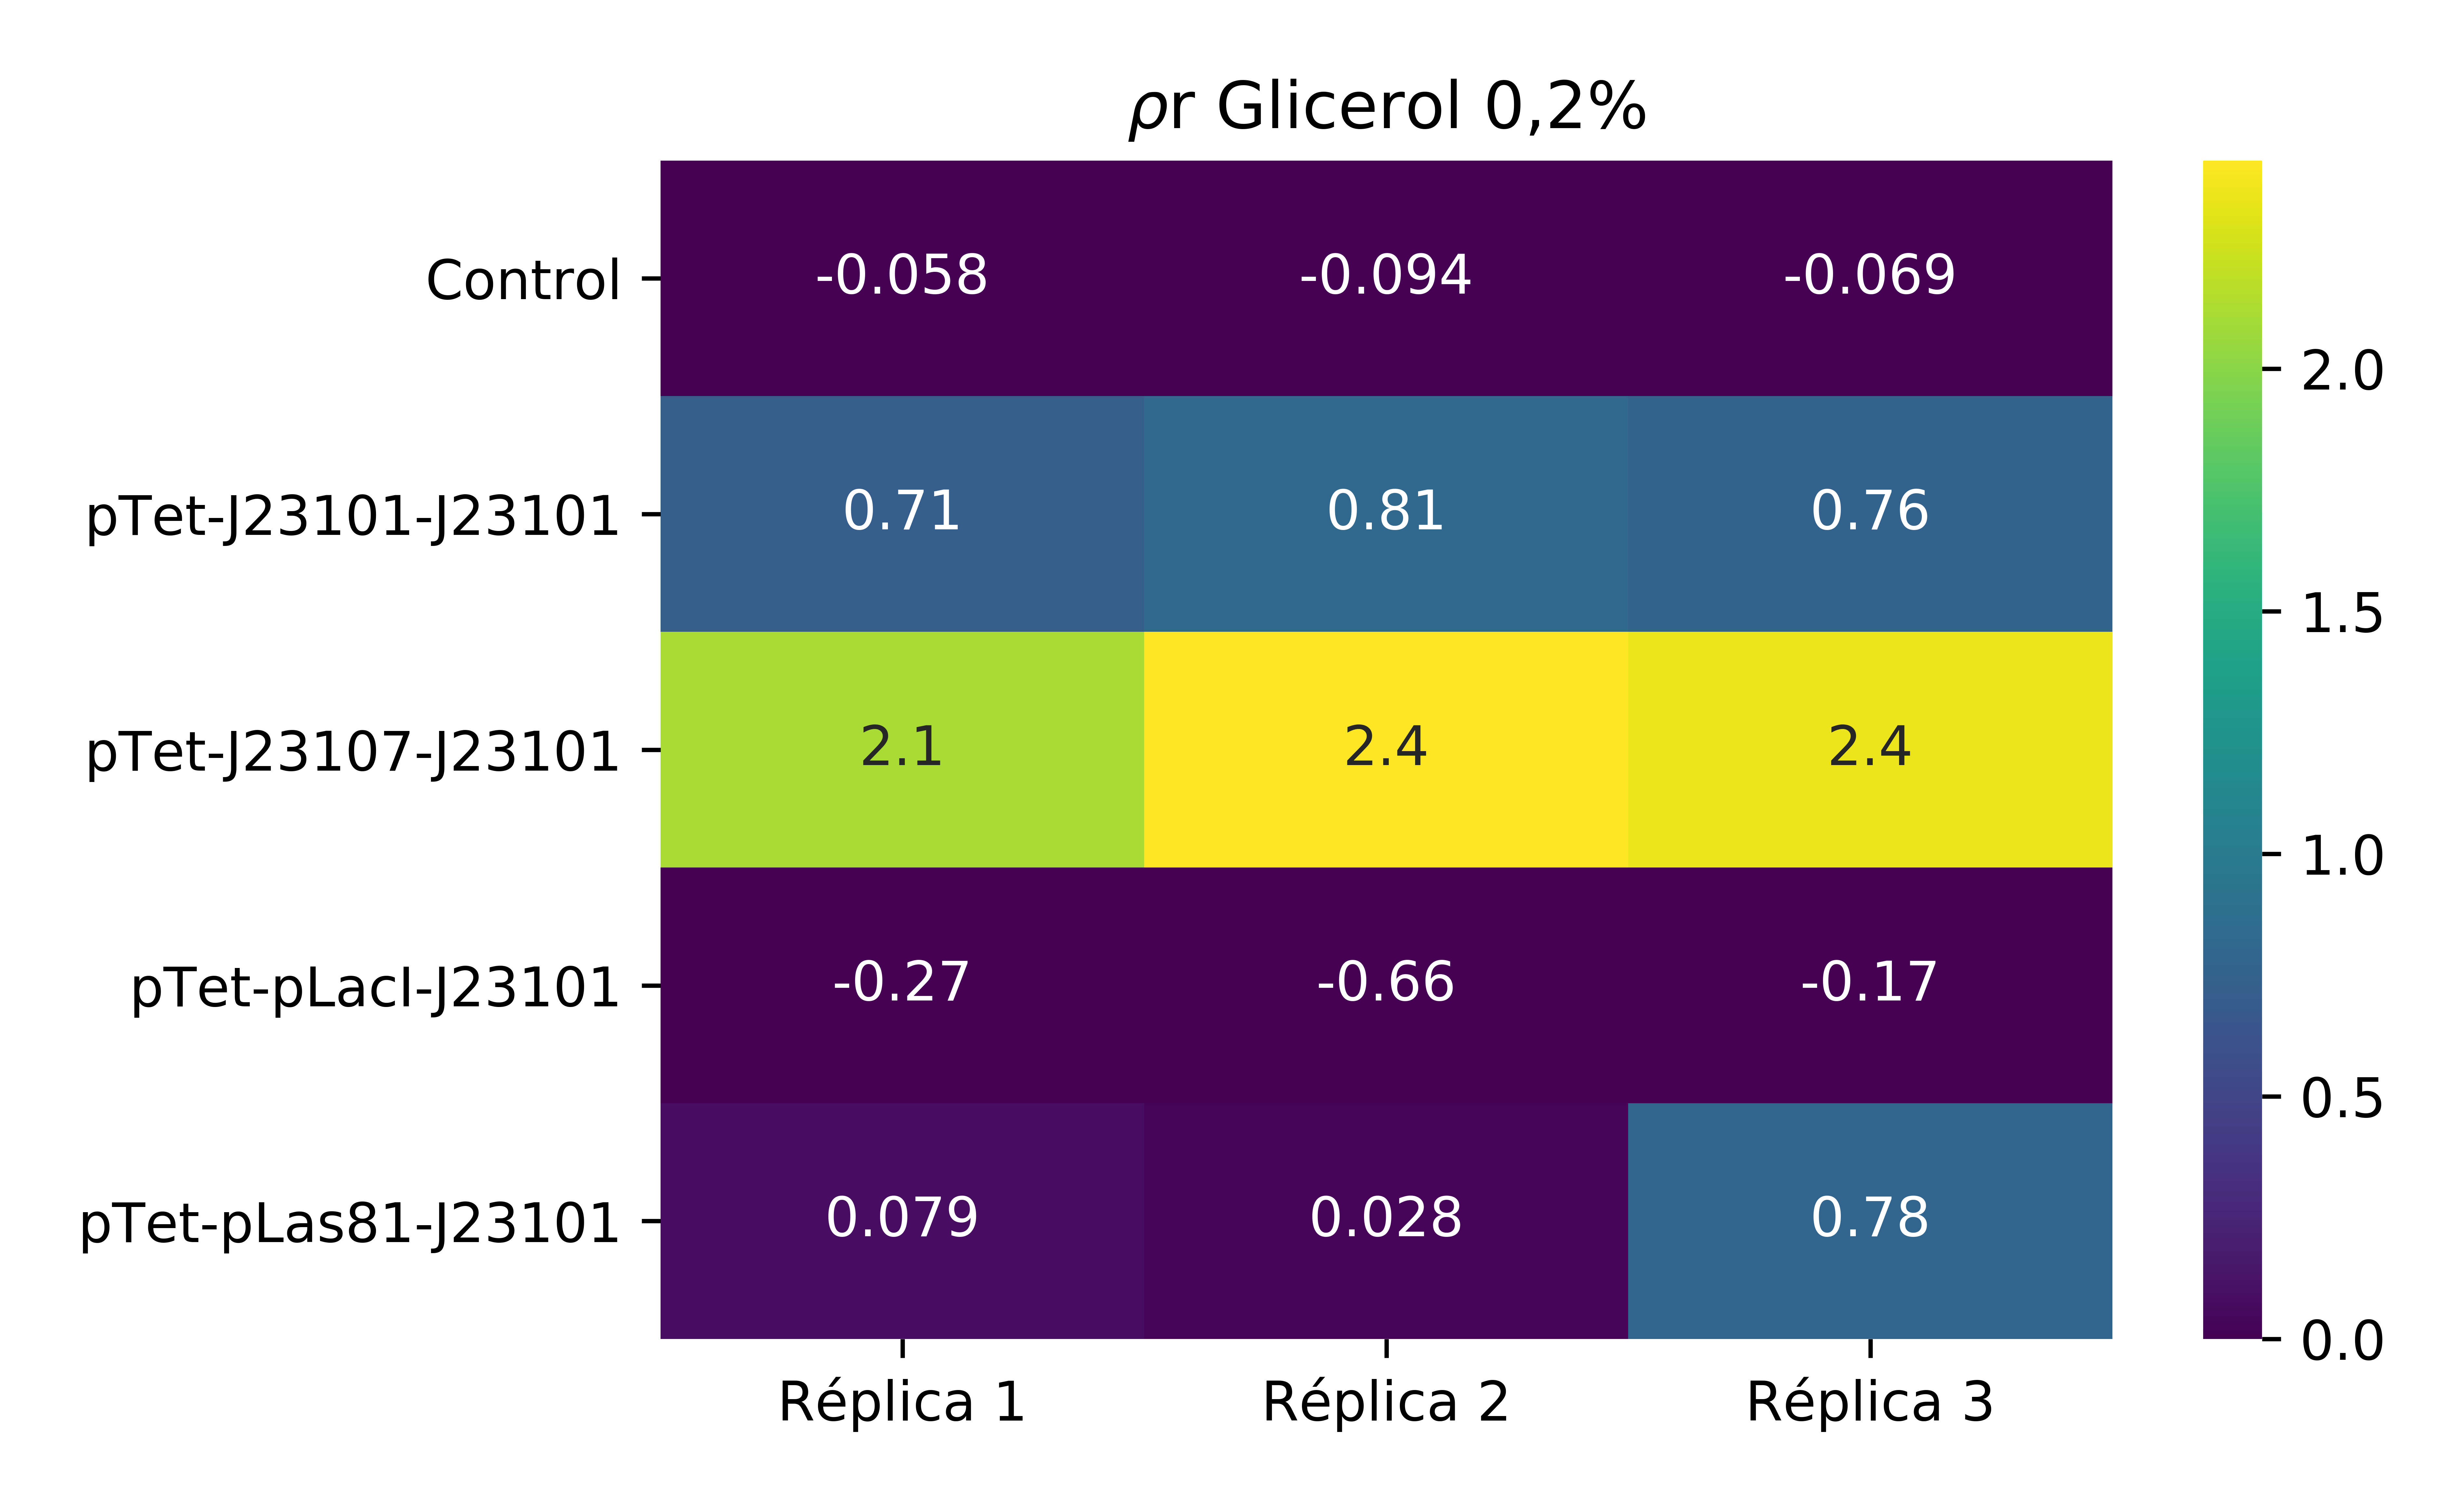 ρr Glicerol 0,2%
Control -0.058 -0.094 -0.069
pTet-J23101-J23101 0.71 0.81 0.76
pTet-J23107-J23101 2.1 2.4 2.4
pTet-pLacI-J23101 -0.27 -0.66 -0.17
pTet-pLas81-J23101 0.079 0.028 0.78
Réplica 1 Réplica 2 Réplica 3
2.0
1.5
1.0
0.5
0.0